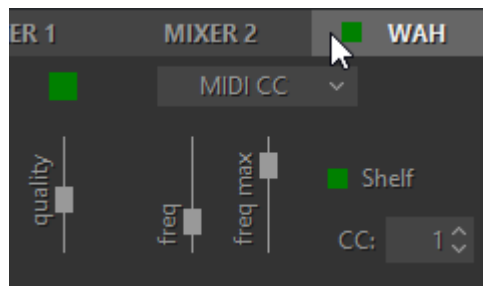 ER 1 MIXER 2 WAH
MIDI CC
quality
freq
freq max
Shelf
CC: 1